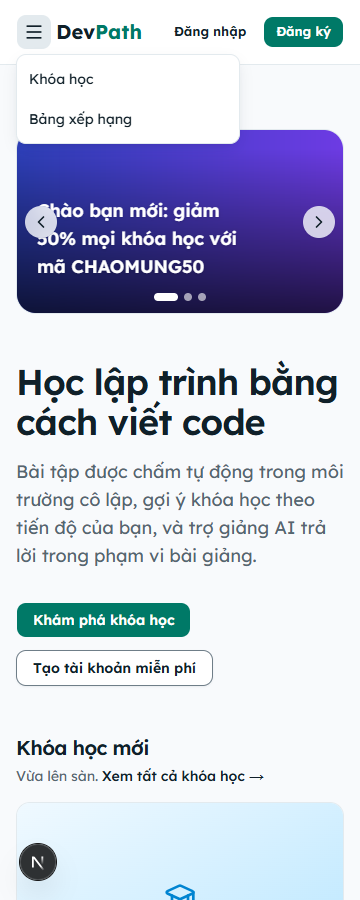 DevPath
Đăng nhập
Đăng ký
Khóa học
Bảng xếp hạng
Chào bạn mới: giảm
50% mọi khóa học với
mã CHAOMUNG50
Học lập trình bằng
cách viết code
Bài tập được chấm tự động trong môi
trường cô lập, gợi ý khóa học theo
tiến độ của bạn, và trợ giảng AI trả
lời trong phạm vi bài giảng.
Khám phá khóa học
Tạo tài khoản miễn phí
Khóa học mới
Vừa lên sàn. Xem tất cả khóa học →
N